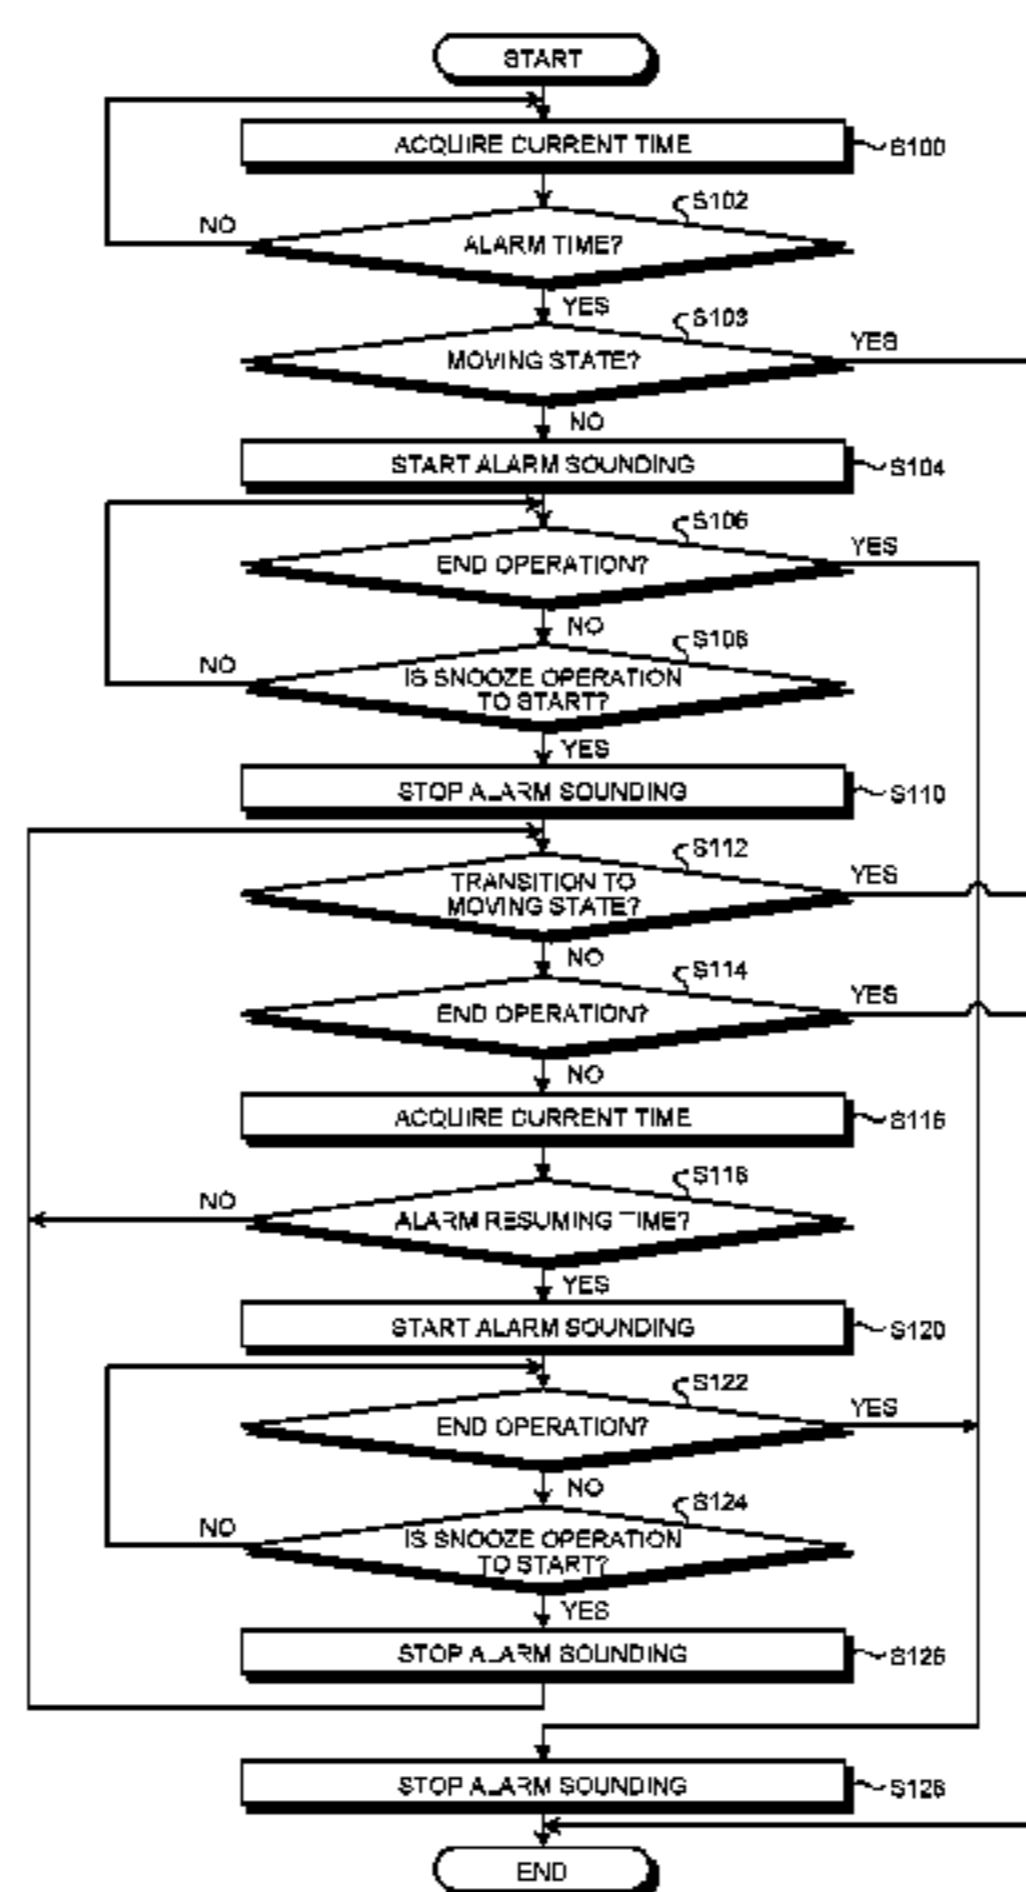 START
ACQUIRE CURRENT TIME
S100
S102
NO
ALARM TIME?
YES
S103
MOVING STATE?
YES
NO
START ALARM SOUNDING
S104
S106
END OPERATION?
YES
NO
S108
NO
IS SNOOZE OPERATION
TO START?
YES
STOP ALARM SOUNDING
S110
S112
TRANSITION TO
MOVING STATE?
YES
NO
S114
END OPERATION?
YES
NO
ACQUIRE CURRENT TIME
S116
S118
NO
ALARM RESUMING TIME?
YES
START ALARM SOUNDING
S120
S122
END OPERATION?
YES
NO
S124
NO
IS SNOOZE OPERATION
TO START?
YES
STOP ALARM SOUNDING
S126
STOP ALARM SOUNDING
S128
END